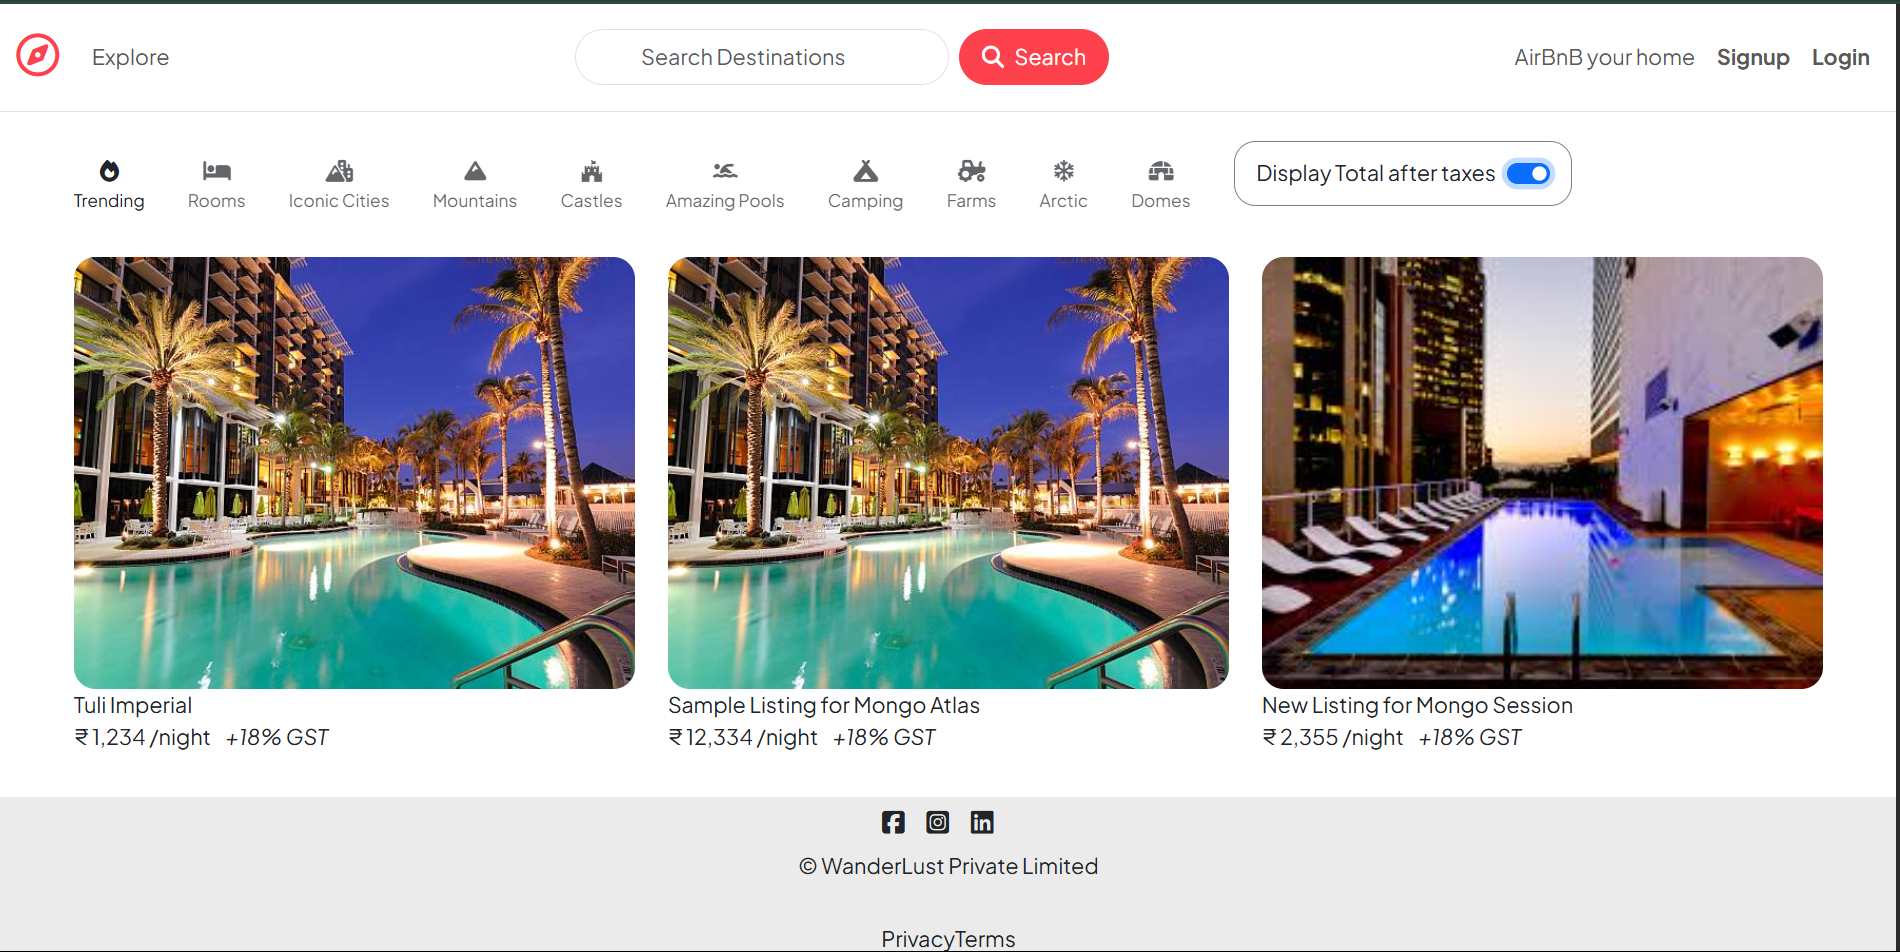 Explore
Search Destinations
Search
AirBnB your home
Signup
Login
Trending
Rooms
Iconic Cities
Mountains
Castles
Amazing Pools
Camping
Farms
Arctic
Domes
Display Total after taxes
Tuli Imperial
₹ 1,234 /night +18% GST
Sample Listing for Mongo Atlas
₹ 12,334 /night +18% GST
New Listing for Mongo Session
₹ 2,355 /night +18% GST
© WanderLust Private Limited
PrivacyTerms